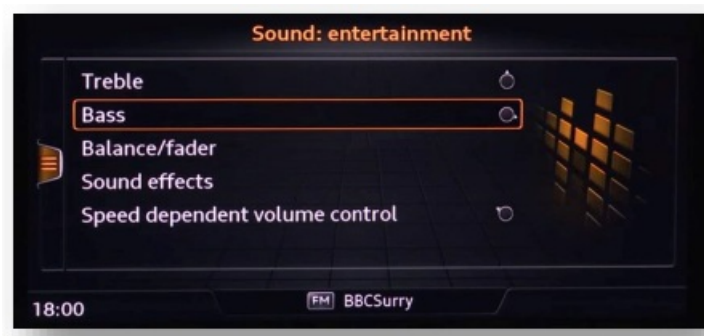 Sound: entertainment
Treble
Bass
Balance/fader
Sound effects
Speed dependent volume control
18:00
FM BBCSurry